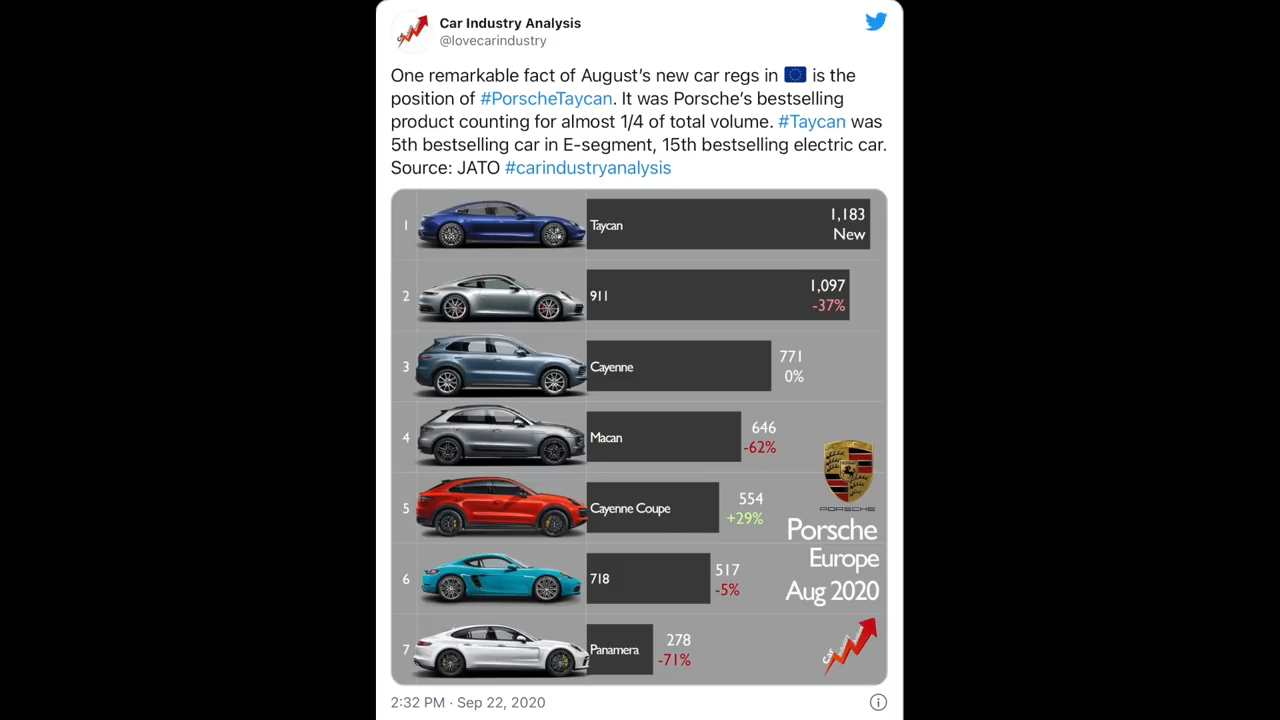 Car Industry Analysis
@lovecarindustry
One remarkable fact of August's new car regs in 🇪🇺 is the
position of #PorscheTaycan. It was Porsche's bestselling
product counting for almost 1/4 of total volume. #Taycan was
5th bestselling car in E-segment, 15th bestselling electric car.
Source: JATO #carindustryanalysis
1 Taycan 1,183
New
2 911 1,097
-37%
3 Cayenne 771
0%
4 Macan 646
-62%
5 Cayenne Coupe 554
+29%
6 718 517
-5%
7 Panamera 278
-71%
PORSCHE
Porsche
Europe
Aug 2020
Car Industry Analysis
2:32 PM · Sep 22, 2020